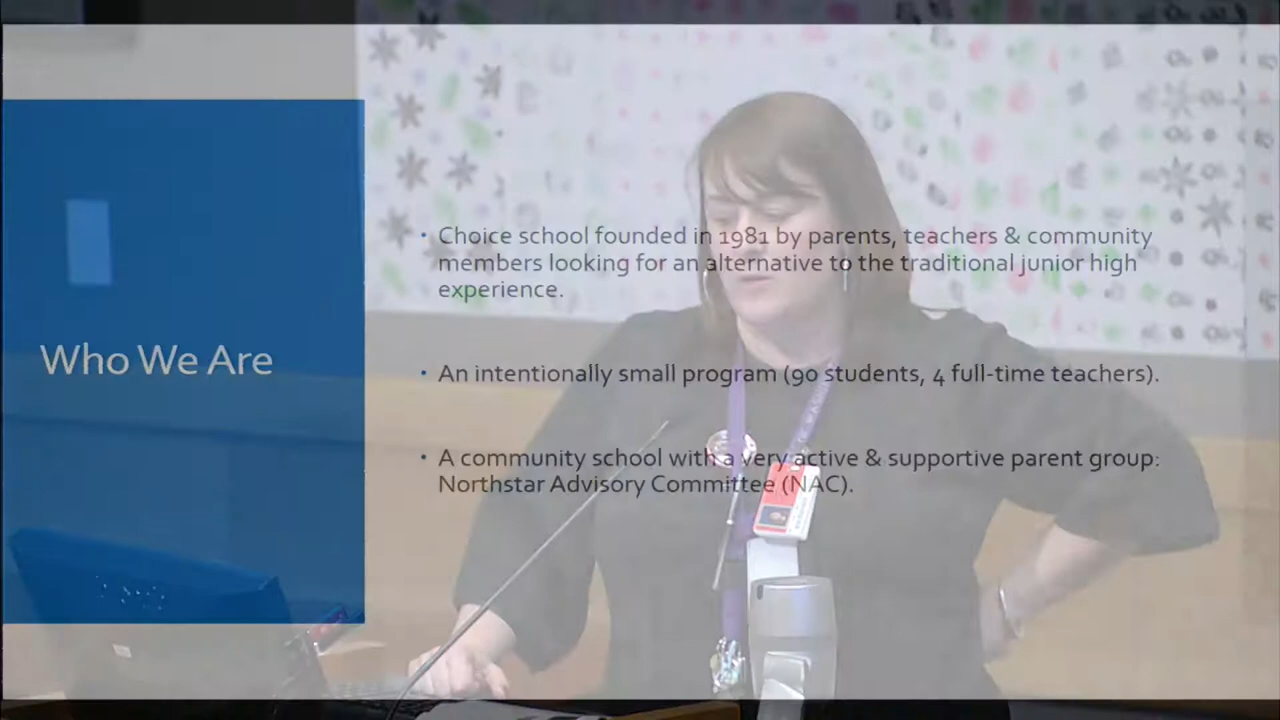 Who We Are
• Choice school founded in 1981 by parents, teachers & community
members looking for an alternative to the traditional junior high
experience.
• An intentionally small program (90 students, 4 full-time teachers).
• A community school with a very active & supportive parent group:
Northstar Advisory Committee (NAC).